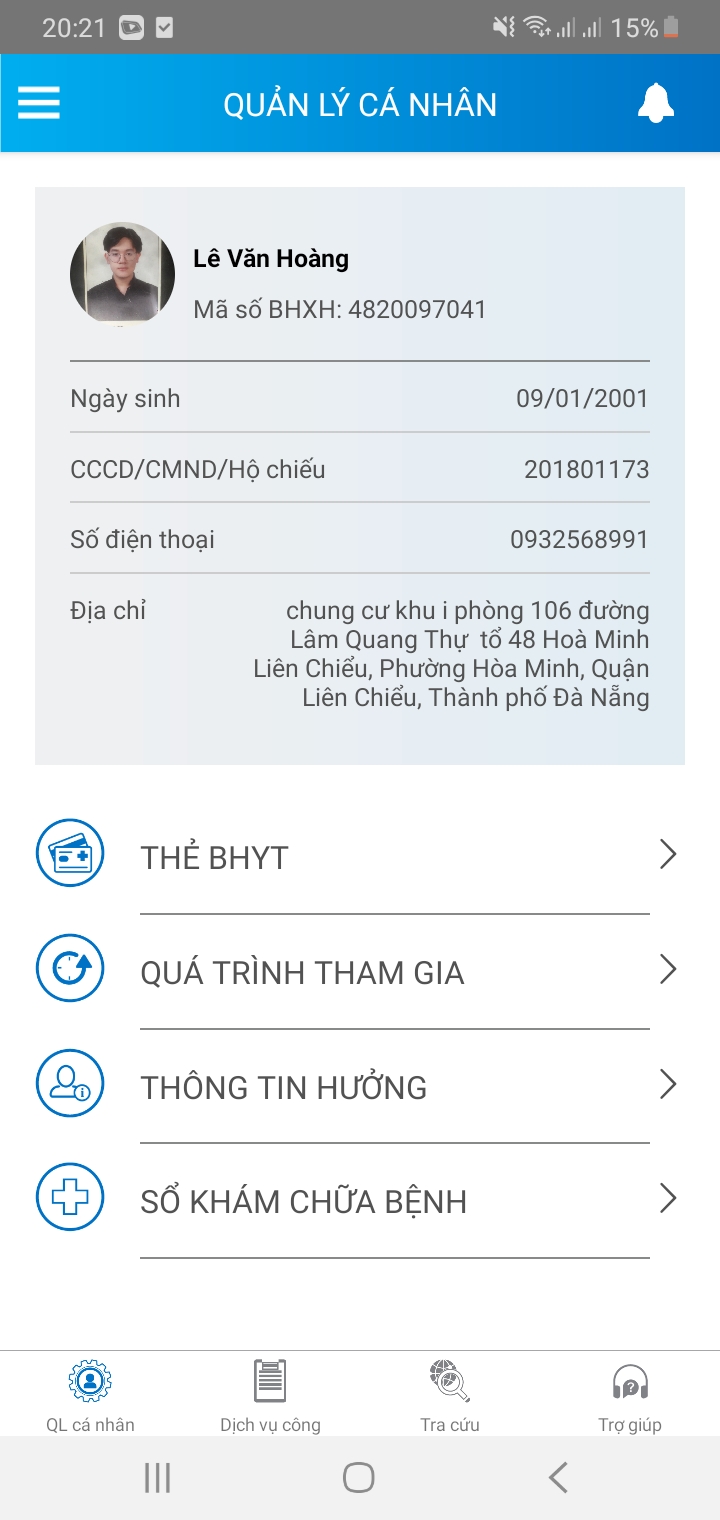 20:21
15%
QUẢN LÝ CÁ NHÂN
Lê Văn Hoàng
Mã số BHXH: 4820097041
Ngày sinh 09/01/2001
CCCD/CMND/Hộ chiếu 201801173
Số điện thoại 0932568991
Địa chỉ chung cư khu i phòng 106 đường
Lâm Quang Thự tổ 48 Hoà Minh
Liên Chiểu, Phường Hòa Minh, Quận
Liên Chiểu, Thành phố Đà Nẵng
THẺ BHYT
QUÁ TRÌNH THAM GIA
THÔNG TIN HƯỞNG
SỔ KHÁM CHỮA BỆNH
QL cá nhân Dịch vụ công Tra cứu Trợ giúp